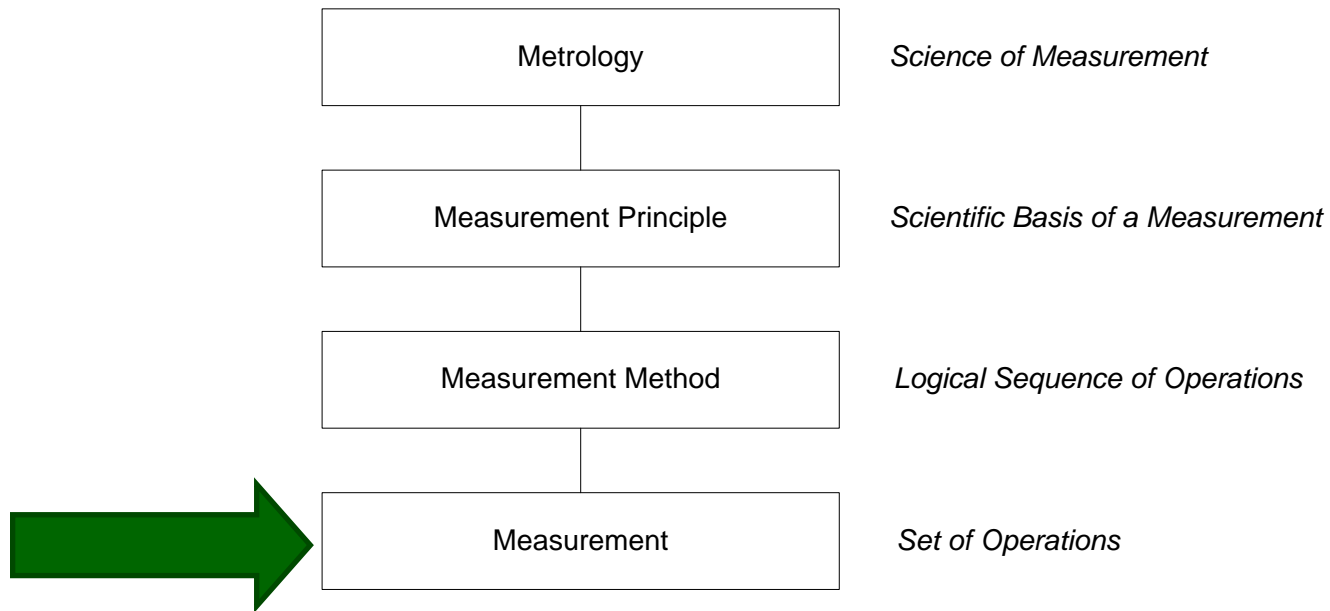 Metrology
Science of Measurement
Measurement Principle
Scientific Basis of a Measurement
Measurement Method
Logical Sequence of Operations
Measurement
Set of Operations